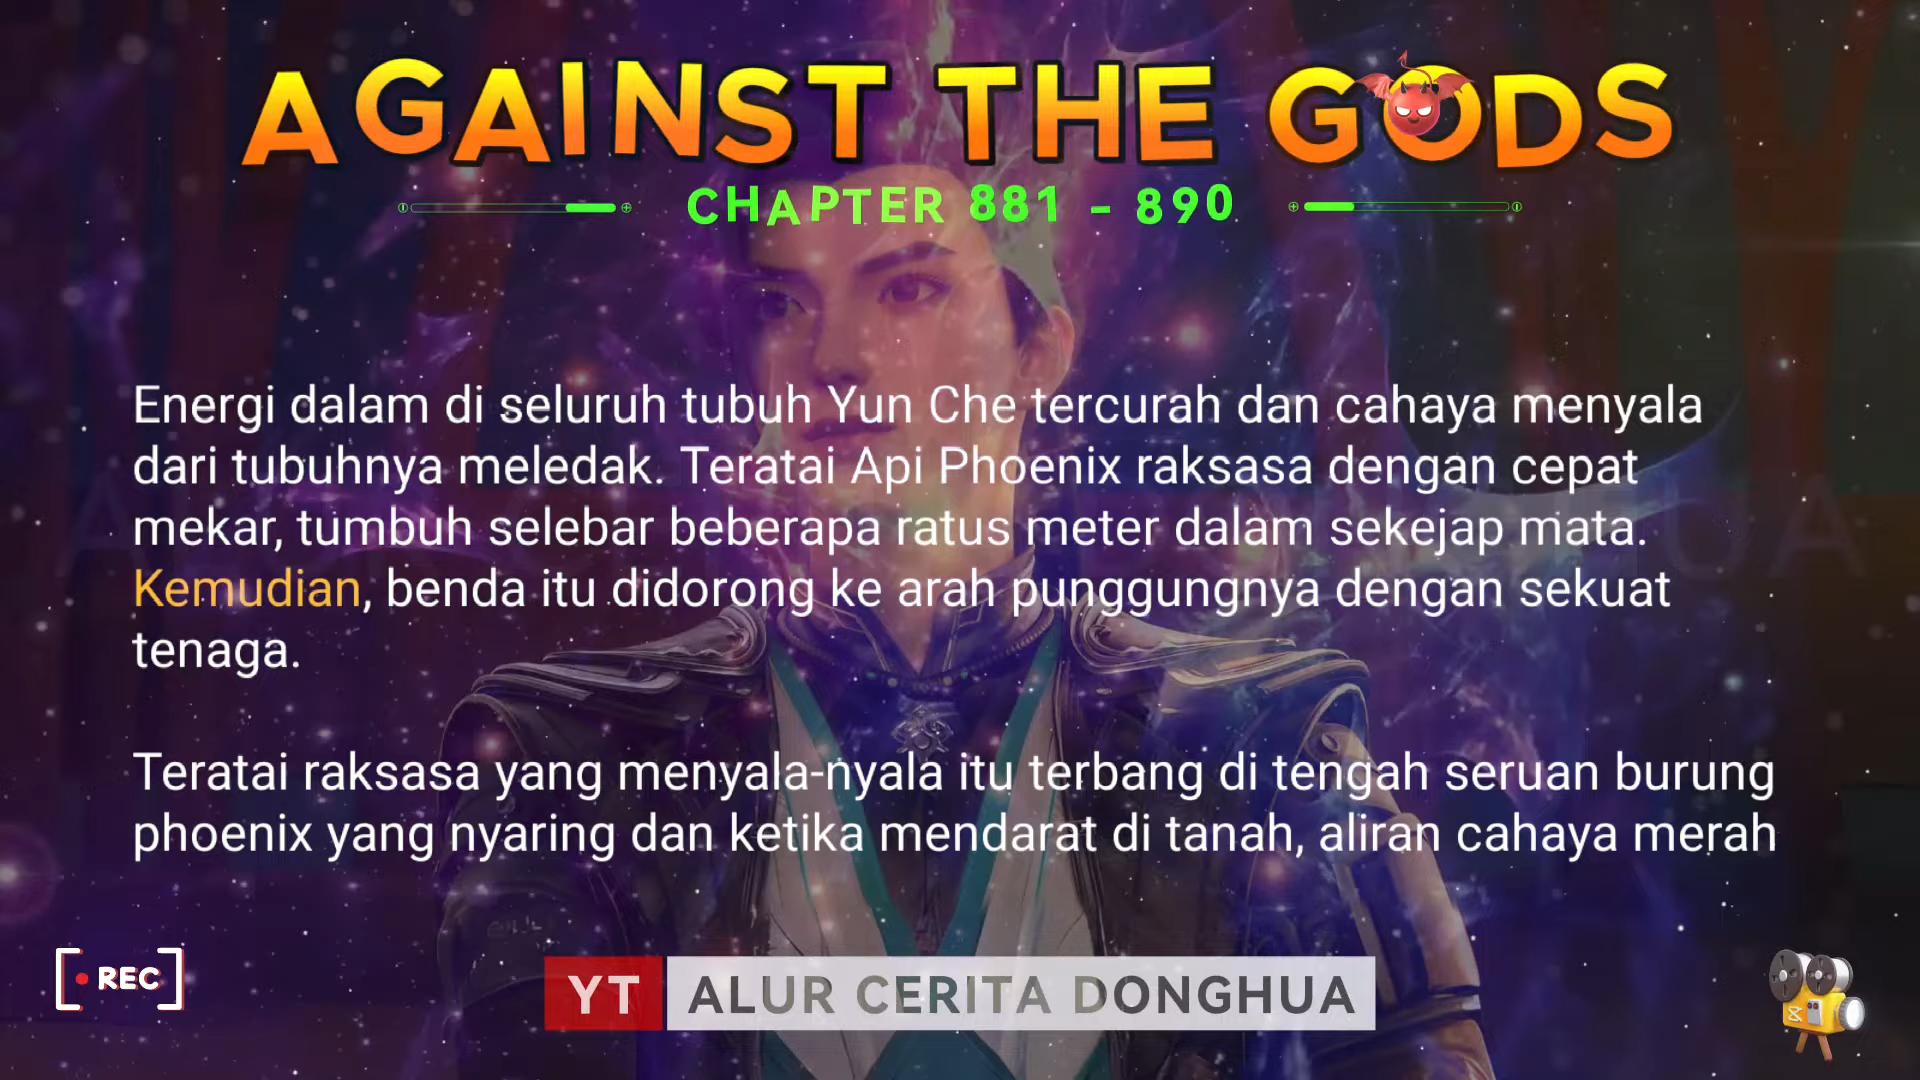 AGAINST THE GODS
CHAPTER 881 - 890
Energi dalam di seluruh tubuh Yun Che tercurah dan cahaya menyala
dari tubuhnya meledak. Teratai Api Phoenix raksasa dengan cepat
mekar, tumbuh selebar beberapa ratus meter dalam sekejap mata.
Kemudian, benda itu didorong ke arah punggungnya dengan sekuat
tenaga.
Teratai raksasa yang menyala-nyala itu terbang di tengah seruan burung
phoenix yang nyaring dan ketika mendarat di tanah, aliran cahaya merah
REC
YT ALUR CERITA DONGHUA